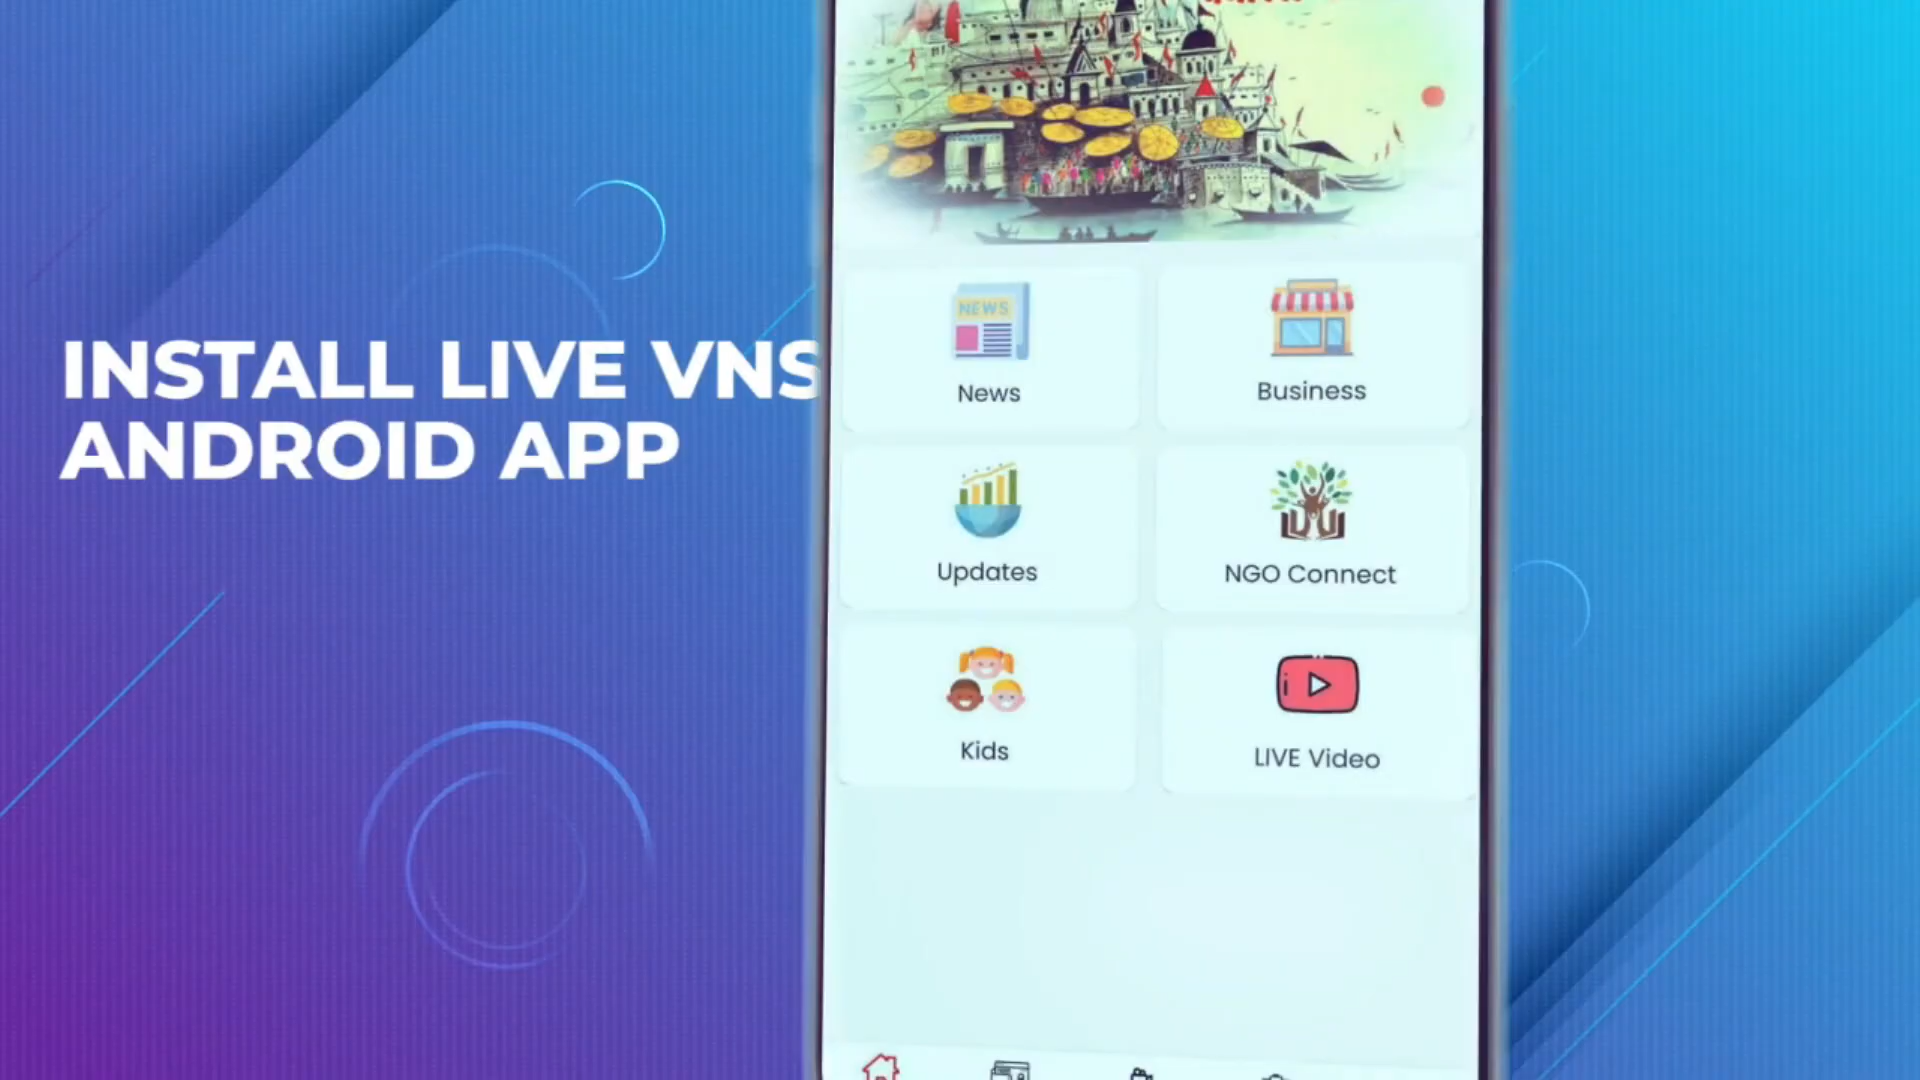 INSTALL LIVE VNS
ANDROID APP
NEWS
News
Business
Updates
NGO Connect
Kids
LIVE Video